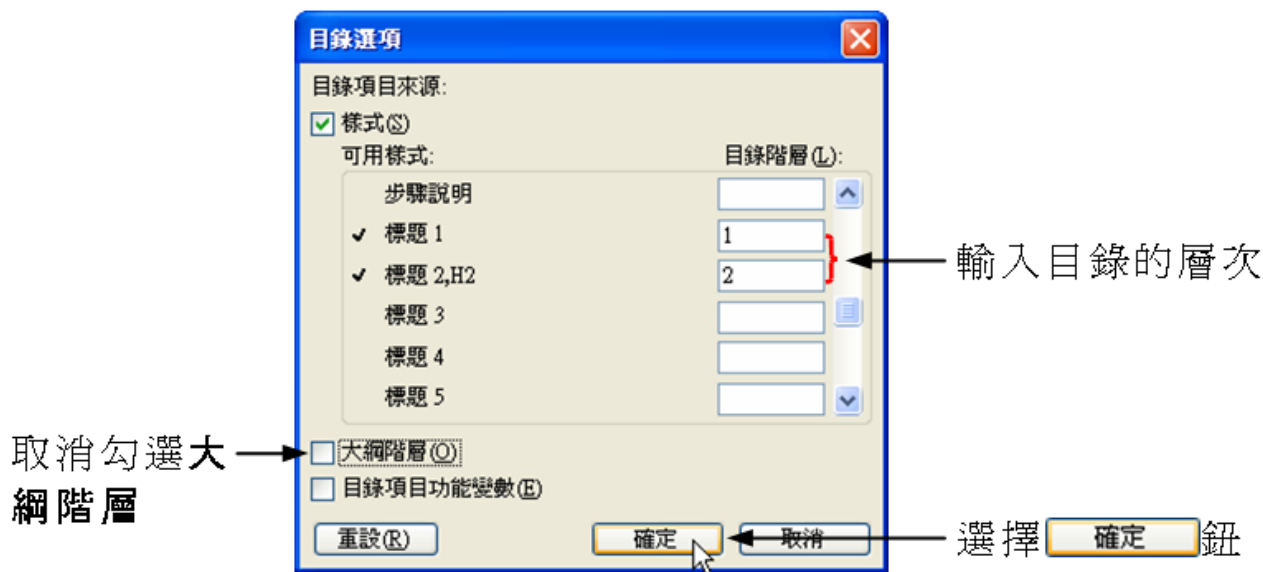 目錄選項
目錄項目來源:
樣式(S)
可用樣式: 目錄階層(L):
步驟說明
標題 1 1
標題 2,H2 2
輸入目錄的層次
標題 3
標題 4
標題 5
取消勾選大
綱階層
大綱階層(O)
目錄項目功能變數(E)
重設(R) 確定 取消
選擇 確定 鈕